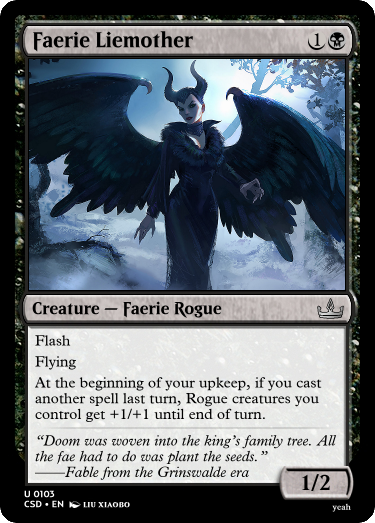 Faerie Liemother
1
Creature — Faerie Rogue
Flash
Flying
At the beginning of your upkeep, if you cast
another spell last turn, Rogue creatures you
control get +1/+1 until end of turn.
“Doom was woven into the king's family tree. All
the fae had to do was plant the seeds.”
——Fable from the Grinswalde era
1/2
U 0103
CSD • EN LIU XIAOBO
yeah